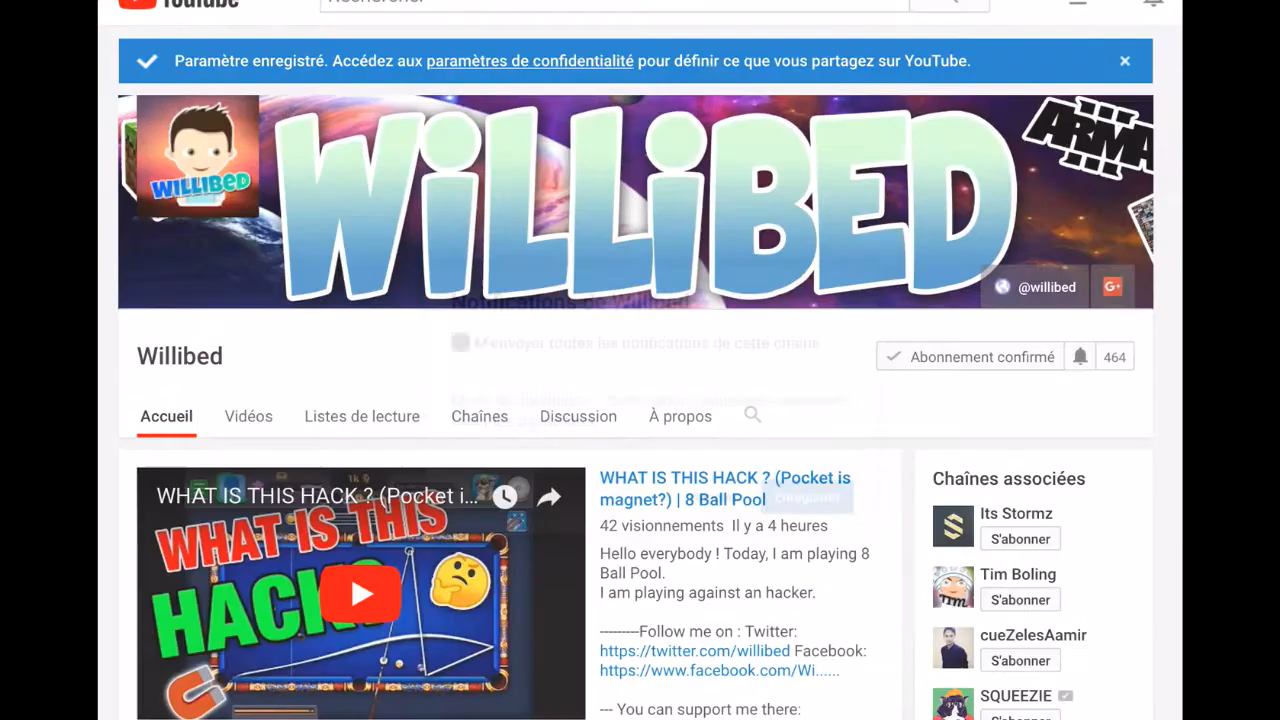 YouTube
Rechercher
Paramètre enregistré. Accédez aux paramètres de confidentialité pour définir ce que vous partagez sur YouTube.
WiLLiBED
WiLLiBED
ARMA
III
@willibed
G+
Notifications de Willibed
M'envoyer toutes les notifications de cette chaîne
Willibed
Abonnement confirmé
464
Accueil
Vidéos
Listes de lecture
Chaînes
Discussion
À propos
WHAT IS THIS HACK ? (Pocket i...
WHAT IS THIS
HACK
WHAT IS THIS HACK ? (Pocket is
magnet?) | 8 Ball Pool
Enregistrer
42 visionnements Il y a 4 heures
Hello everybody ! Today, I am playing 8
Ball Pool.
I am playing against an hacker.
---------Follow me on : Twitter:
https://twitter.com/willibed Facebook:
https://www.facebook.com/Wi......
--- You can support me there:
Chaînes associées
Its Stormz
S'abonner
Tim Boling
S'abonner
TIM
cueZelesAamir
S'abonner
SQUEEZIE
S'abonner